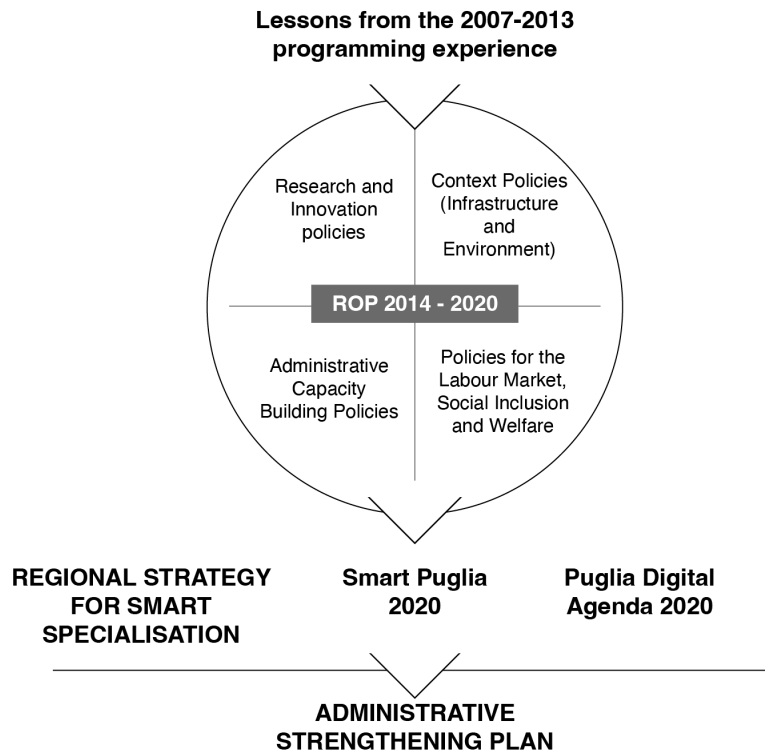 Lessons from the 2007-2013
programming experience
Research and
Innovation
policies
Context Policies
(Infrastructure
and
Environment)
ROP 2014 - 2020
Administrative
Capacity
Building Policies
Policies for the
Labour Market,
Social Inclusion
and Welfare
REGIONAL STRATEGY
FOR SMART
SPECIALISATION
Smart Puglia
2020
Puglia Digital
Agenda 2020
ADMINISTRATIVE
STRENGTHENING PLAN